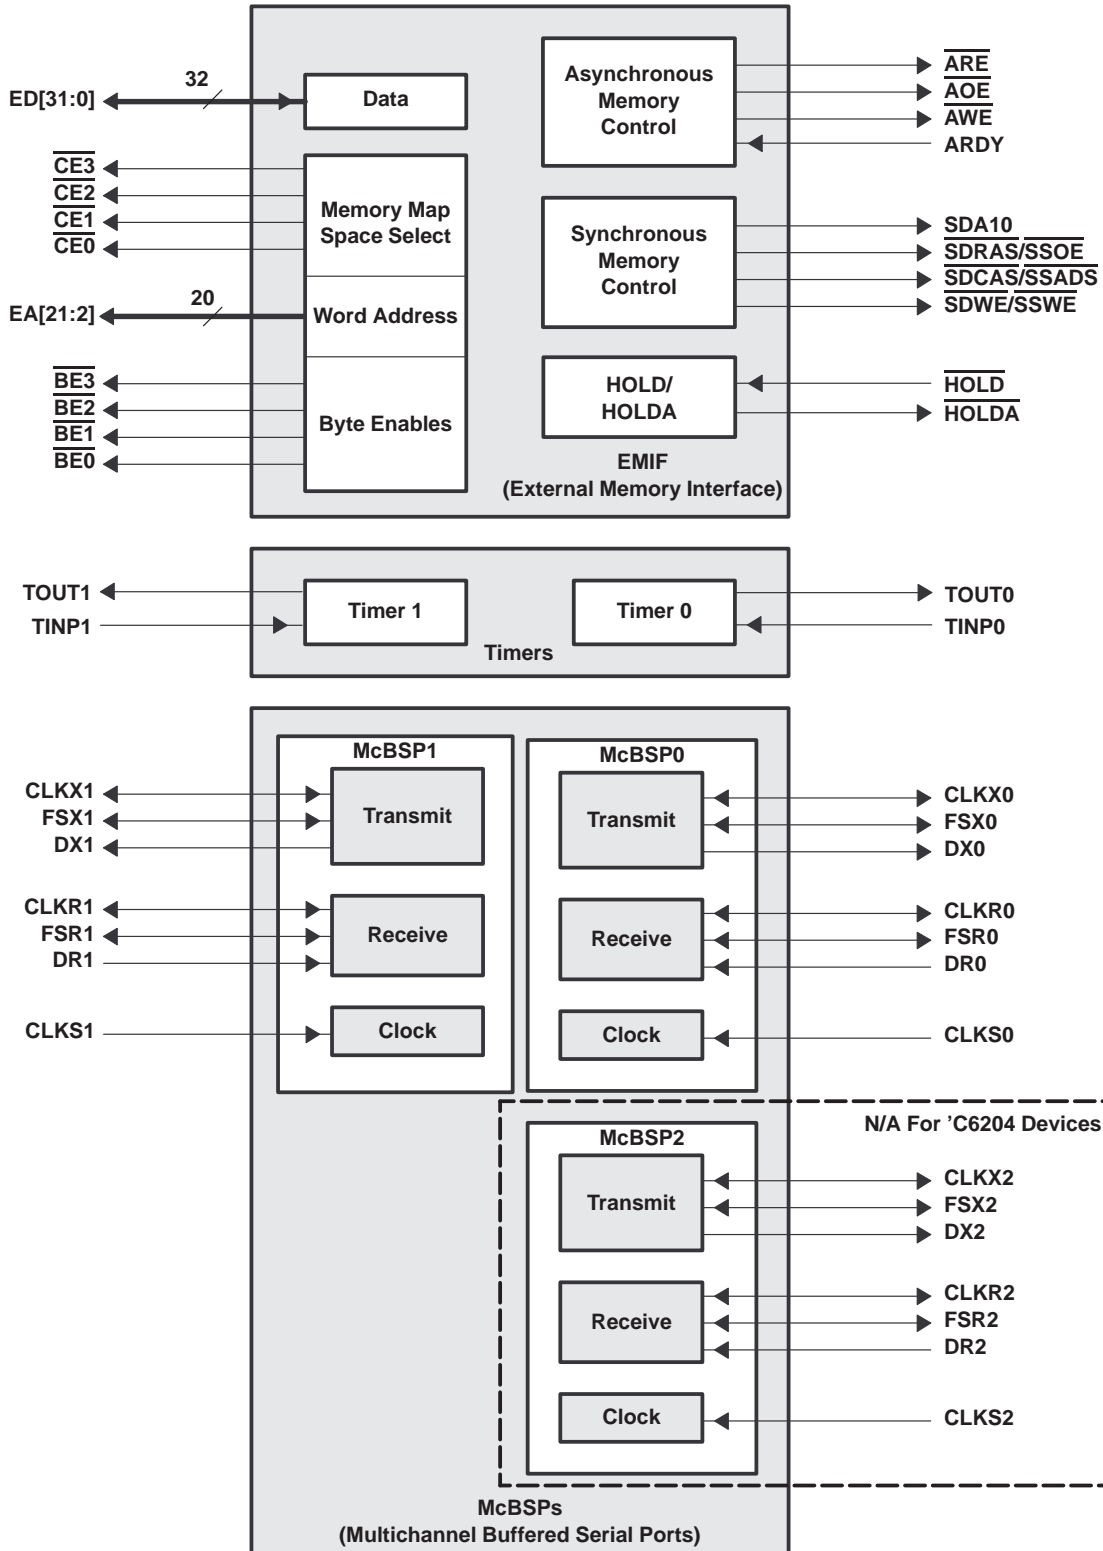 ED[31:0]
32
Data
CE3
CE2
CE1
CE0
Memory Map
Space Select
EA[21:2]
20
Word Address
BE3
BE2
BE1
BE0
Byte Enables
Asynchronous
Memory
Control
ARE
AOE
AWE
ARDY
Synchronous
Memory
Control
SDA10
SDRAS/SSOE
SDCAS/SSADS
SDWE/SSWE
HOLD/
HOLDA
HOLD
HOLDA
EMIF
(External Memory Interface)
TOUT1
TINP1
Timer 1
Timer 0
TOUT0
TINP0
Timers
McBSP1
CLKX1
FSX1
DX1
Transmit
CLKR1
FSR1
DR1
Receive
CLKS1
Clock
McBSP0
Transmit
CLKX0
FSX0
DX0
Receive
CLKR0
FSR0
DR0
Clock
CLKS0
N/A For ’C6204 Devices
McBSP2
Transmit
CLKX2
FSX2
DX2
Receive
CLKR2
FSR2
DR2
Clock
CLKS2
McBSPs
(Multichannel Buffered Serial Ports)